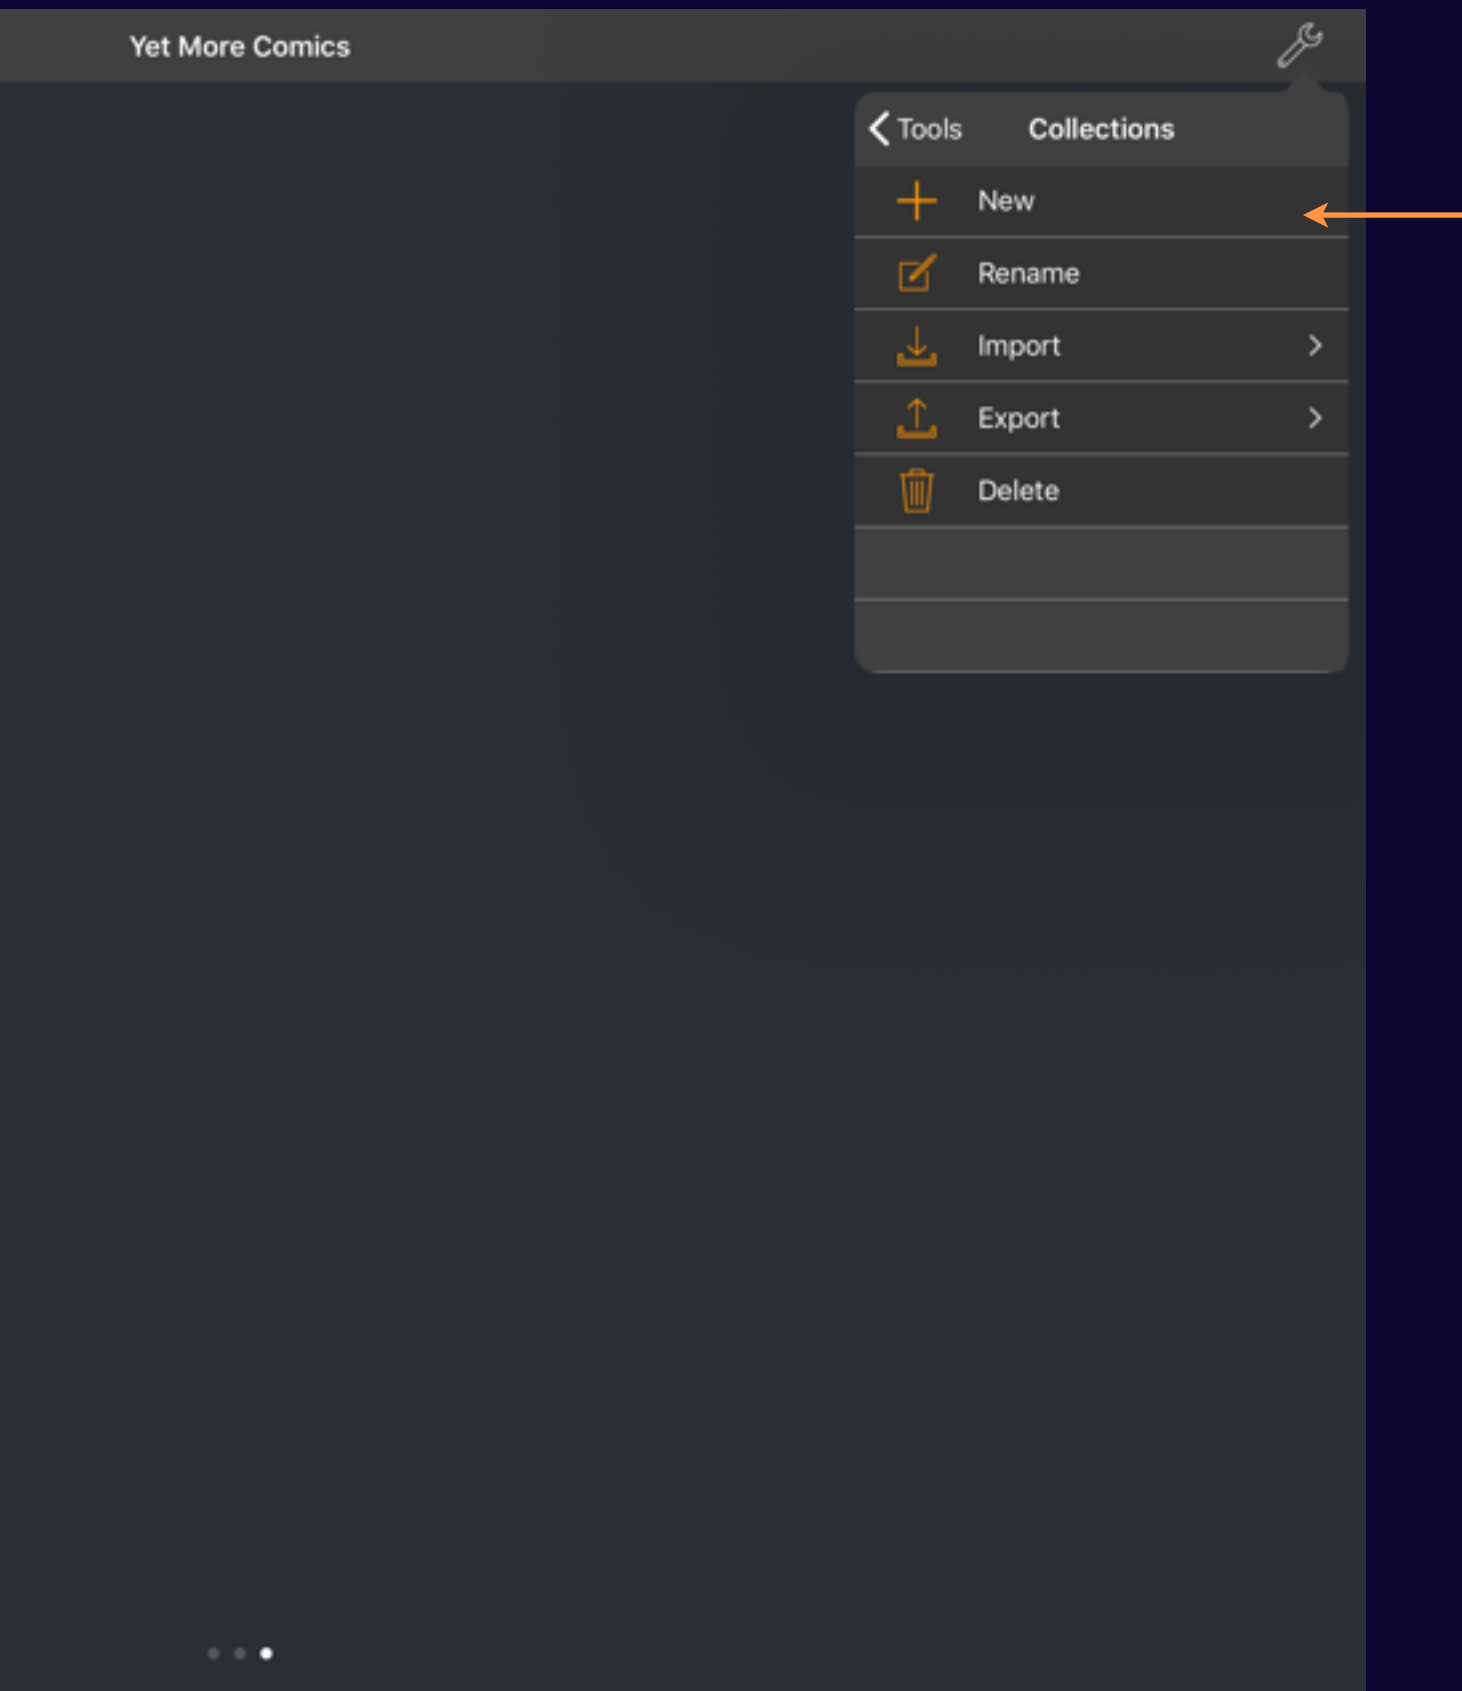 Yet More Comics
Tools Collections
New
Rename
Import
Export
Delete